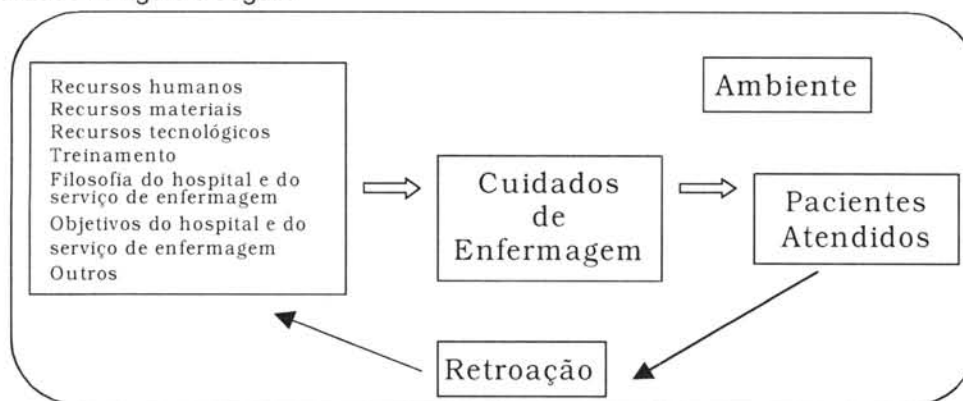 Recursos humanos
Recursos materiais
Recursos tecnológicos
Treinamento
Filosofia do hospital e do
serviço de enfermagem
Objetivos do hospital e do
serviço de enfermagem
Outros
Ambiente
Cuidados
de
Enfermagem
Pacientes
Atendidos
Retroação